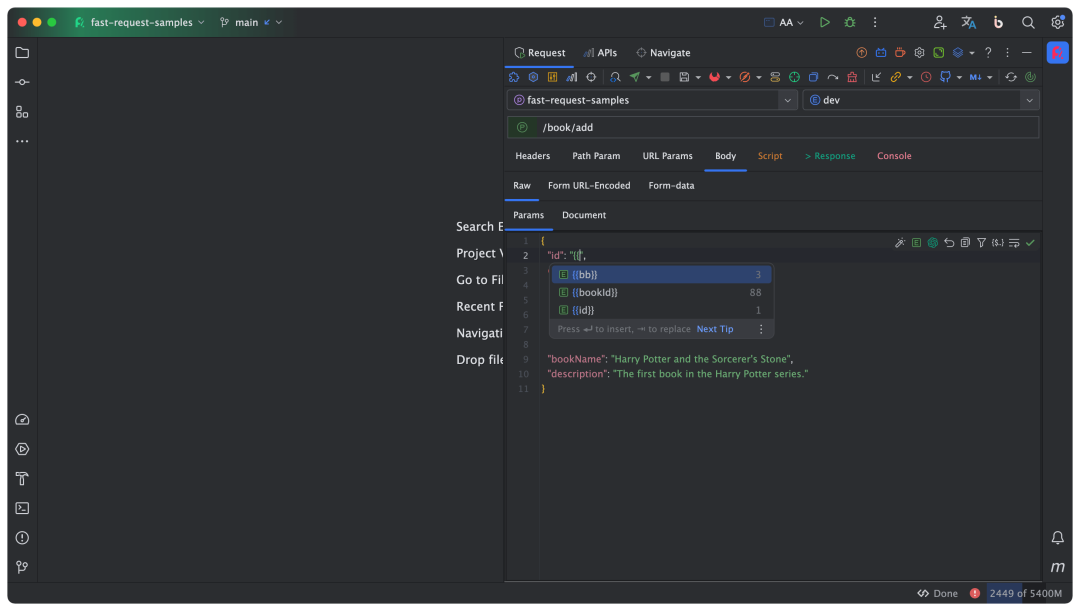 fast-request-samples main AA
Request APIs Navigate
fast-request-samples dev
/book/add
Headers Path Param URL Params Body Script > Response Console
Raw Form URL-Encoded Form-data
Params Document
Search E
Project V
Go to Fil
Recent F
Navigati
Drop file
1 {
2 "id": "{{",
3
4
5
6
7
8
{{bb}} 3
{{bookId}} 88
{{id}} 1
Press ↵ to insert, ⇥ to replace Next Tip
9 "bookName": "Harry Potter and the Sorcerer's Stone",
10 "description": "The first book in the Harry Potter series."
11 }
Done 2449 of 5400M